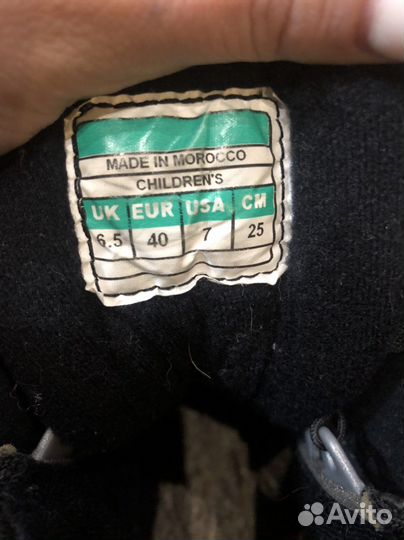 MADE IN MOROCCO
CHILDREN'S
UK EUR USA CM
6.5 40 7 25
Avito